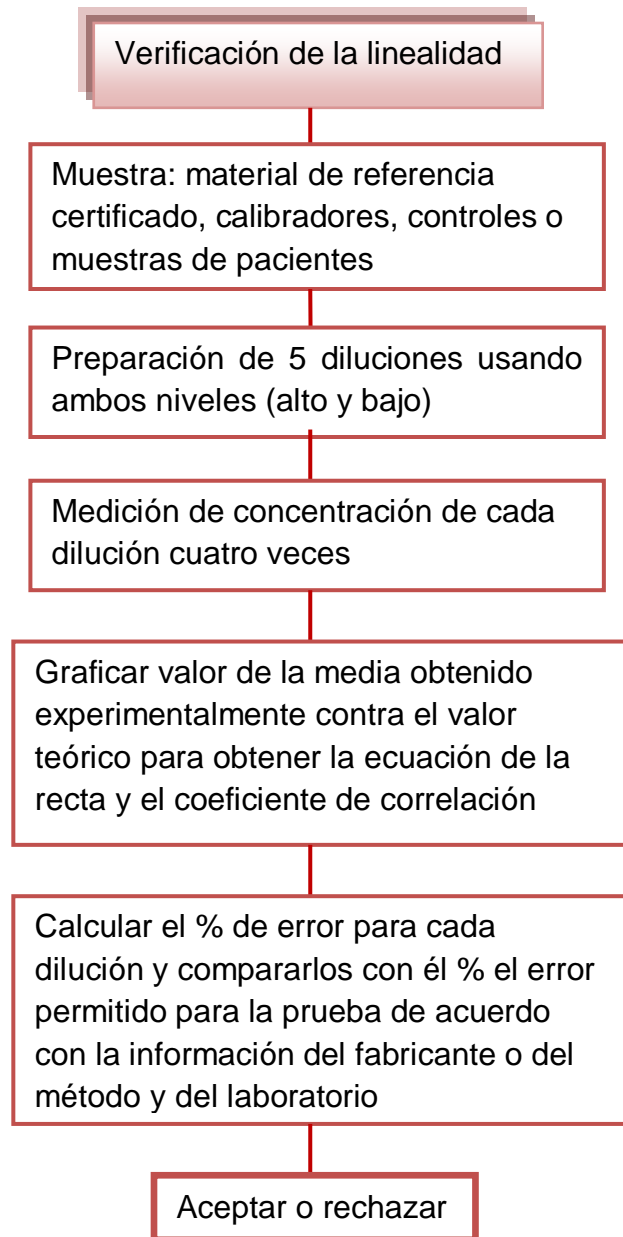 Verificación de la linealidad
Muestra: material de referencia
certificado, calibradores, controles o
muestras de pacientes
Preparación de 5 diluciones usando
ambos niveles (alto y bajo)
Medición de concentración de cada
dilución cuatro veces
Graficar valor de la media obtenido
experimentalmente contra el valor
teórico para obtener la ecuación de la
recta y el coeficiente de correlación
Calcular el % de error para cada
dilución y compararlos con él % el error
permitido para la prueba de acuerdo
con la información del fabricante o del
método y del laboratorio
Aceptar o rechazar